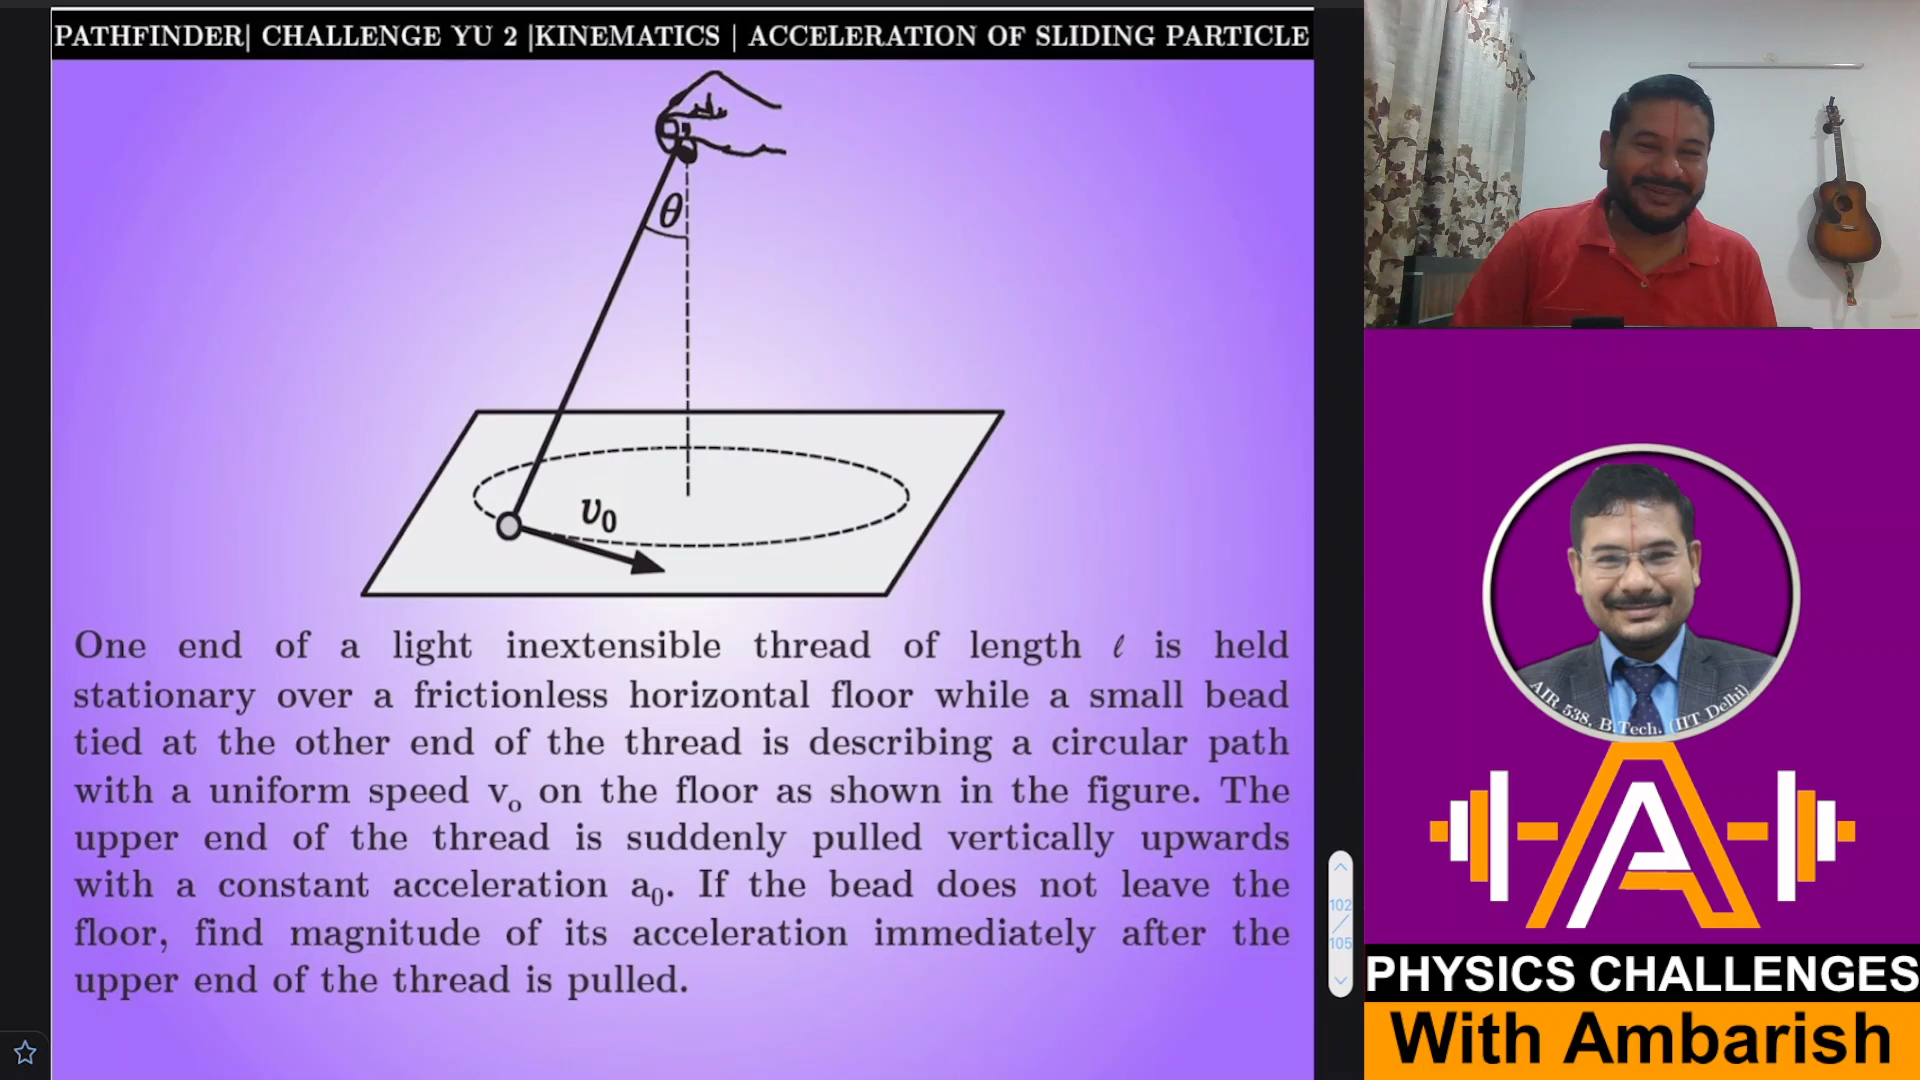 PATHFINDER| CHALLENGE YU 2 |KINEMATICS | ACCELERATION OF SLIDING PARTICLE
θ
v₀
One end of a light inextensible thread of length ℓ is held
stationary over a frictionless horizontal floor while a small bead
tied at the other end of the thread is describing a circular path
with a uniform speed vₒ on the floor as shown in the figure. The
upper end of the thread is suddenly pulled vertically upwards
with a constant acceleration a₀. If the bead does not leave the
floor, find magnitude of its acceleration immediately after the
upper end of the thread is pulled.
102
105
AIR 538, B.Tech. (IIT Delhi)
A
PHYSICS CHALLENGES
With Ambarish